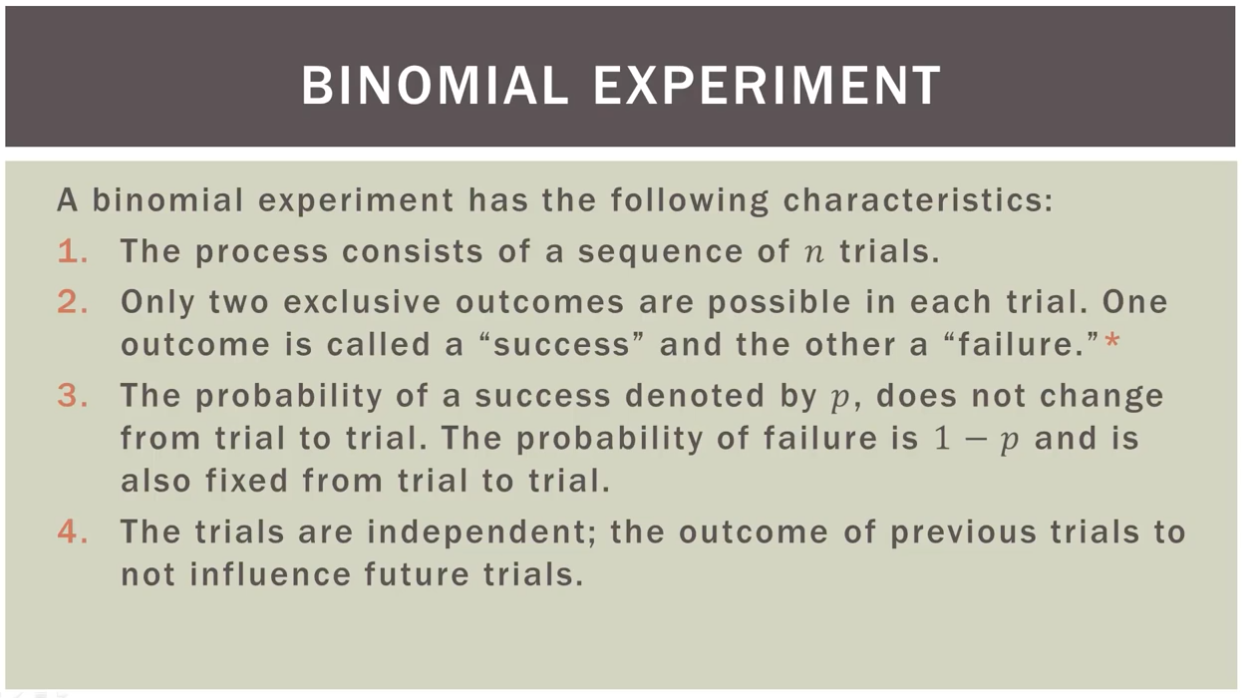 BINOMIAL EXPERIMENT
A binomial experiment has the following characteristics:
1. The process consists of a sequence of n trials.
2. Only two exclusive outcomes are possible in each trial. One
outcome is called a “success” and the other a “failure.”*
3. The probability of a success denoted by p, does not change
from trial to trial. The probability of failure is 1 − p and is
also fixed from trial to trial.
4. The trials are independent; the outcome of previous trials to
not influence future trials.